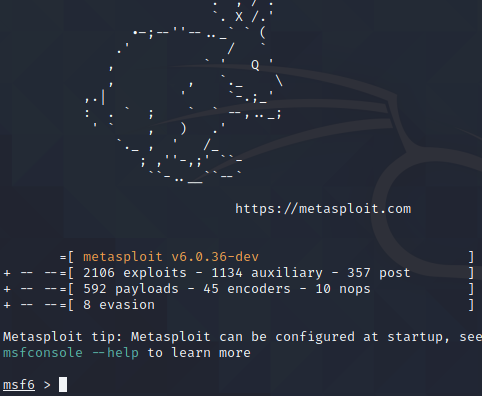 https://metasploit.com
=[ metasploit v6.0.36-dev ]
+ -- --=[ 2106 exploits - 1134 auxiliary - 357 post ]
+ -- --=[ 592 payloads - 45 encoders - 10 nops ]
+ -- --=[ 8 evasion ]
Metasploit tip: Metasploit can be configured at startup, see
msfconsole --help to learn more
msf6 >